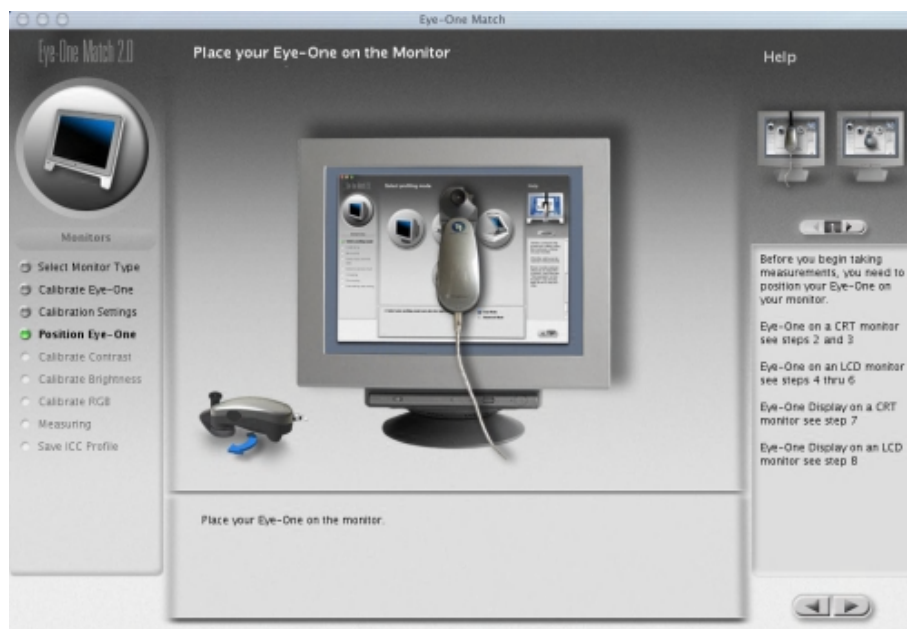 Eye-One Match
Eye-One Match 2.0
Place your Eye-One on the Monitor
Help
Monitors
Select Monitor Type
Calibrate Eye-One
Calibration Settings
Position Eye-One
Calibrate Contrast
Calibrate Brightness
Calibrate RGB
Measuring
Save ICC Profile
Select profiling mode
Help
Place your Eye-One on the monitor.
1
Before you begin taking
measurements, you need to
position your Eye-One on
your monitor.
Eye-One on a CRT monitor
see steps 2 and 3
Eye-One on an LCD monitor
see steps 4 thru 6
Eye-One Display on a CRT
monitor see step 7
Eye-One Display on an LCD
monitor see step 8